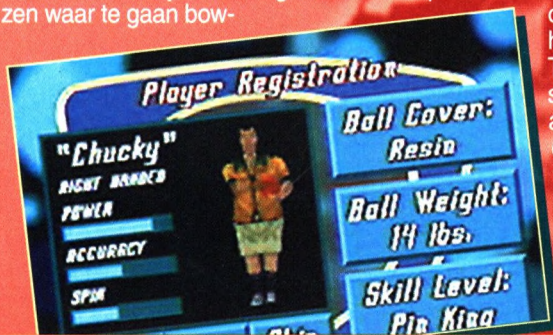 zen waar te gaan bow-
Player Registration
"Chucky"
RIGHT HANDED
POWER
ACCURACY
SPIN
Ball Cover:
Resin
Ball Weight:
14 lbs.
Skill Level:
Pin King